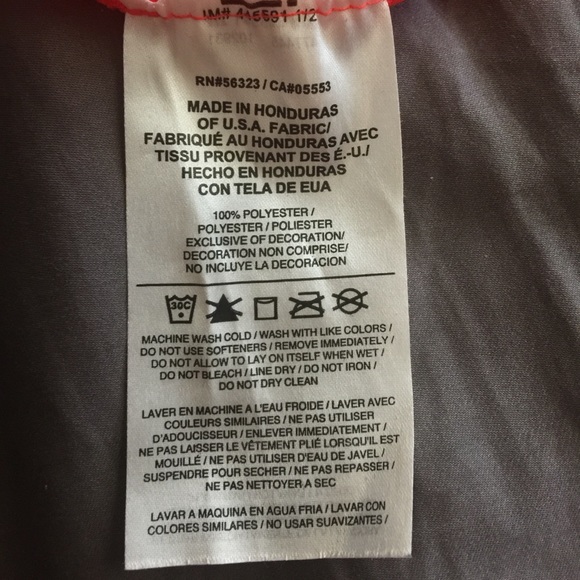 IM# 415591 1/2
RN#56323 / CA#05553
MADE IN HONDURAS
OF U.S.A. FABRIC/
FABRIQUÉ AU HONDURAS AVEC
TISSU PROVENANT DES É.-U./
HECHO EN HONDURAS
CON TELA DE EUA
100% POLYESTER /
POLYESTER / POLIESTER
EXCLUSIVE OF DECORATION/
DECORATION NON COMPRISE/
NO INCLUYE LA DECORACION
30C
MACHINE WASH COLD / WASH WITH LIKE COLORS /
DO NOT USE SOFTENERS / REMOVE IMMEDIATELY /
DO NOT ALLOW TO LAY ON ITSELF WHEN WET /
DO NOT BLEACH / LINE DRY / DO NOT IRON /
DO NOT DRY CLEAN
LAVER EN MACHINE A L'EAU FROIDE / LAVER AVEC
COULEURS SIMILAIRES / NE PAS UTILISER
D'ADOUCISEUR / ENLEVER IMMEDIATEMENT /
NE PAS LAISSER LE VÊTEMENT PLIÉ LORSQU'IL EST
MOUILLÉ / NE PAS UTILISER D'EAU DE JAVEL /
SUSPENDRE POUR SECHER / NE PAS REPASSER /
NE PAS NETTOYER A SEC
LAVAR A MAQUINA EN AGUA FRIA / LAVAR CON
COLORES SIMILARES / NO USAR SUAVIZANTES /